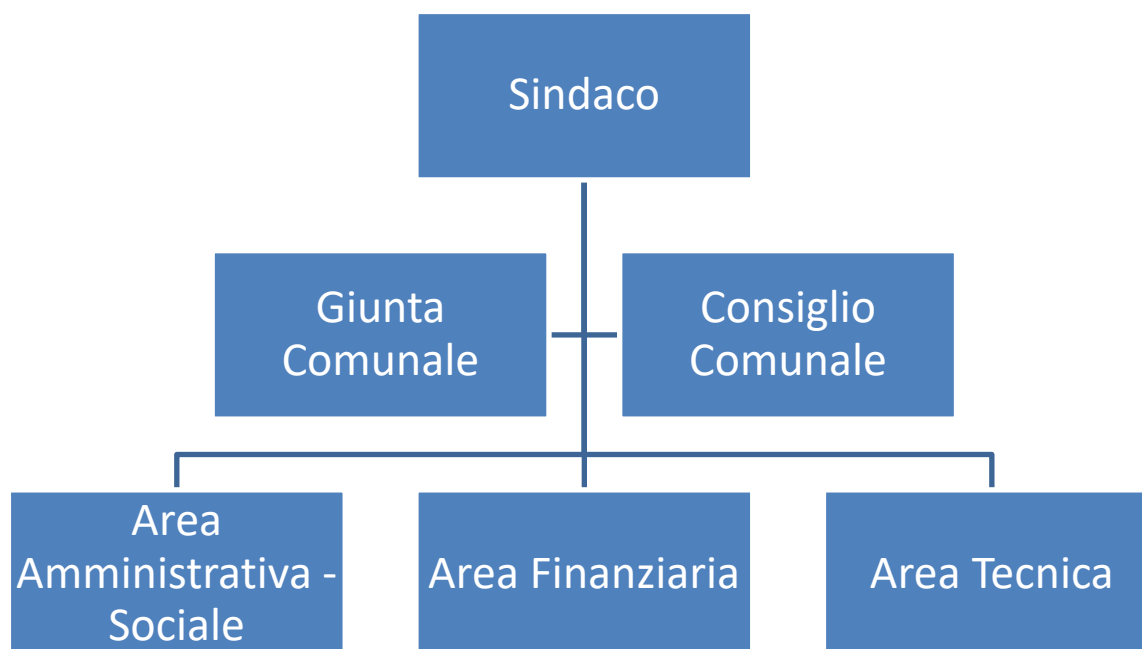 Sindaco
Giunta
Comunale
Consiglio
Comunale
Area
Amministrativa -
Sociale
Area Finanziaria
Area Tecnica